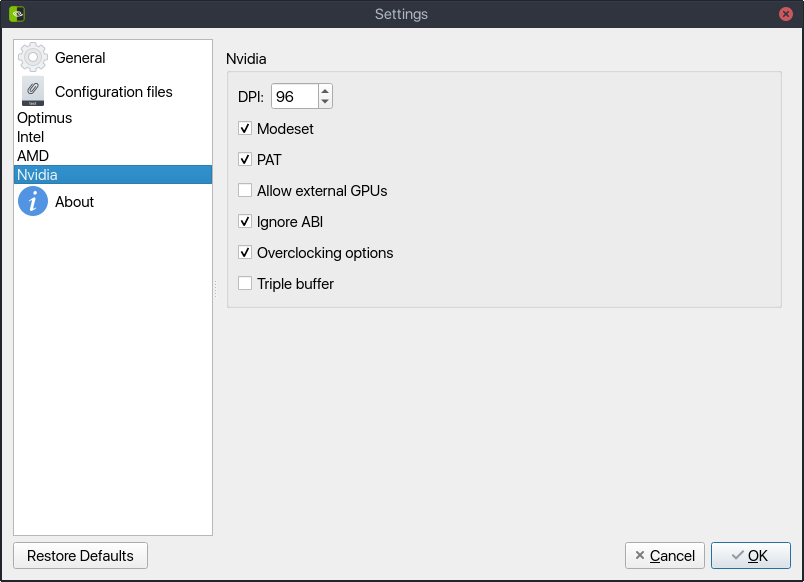 Settings
General
Configuration files
Optimus
Intel
AMD
Nvidia
About
Nvidia
DPI: 96
Modeset
PAT
Allow external GPUs
Ignore ABI
Overclocking options
Triple buffer
Restore Defaults
Cancel
OK